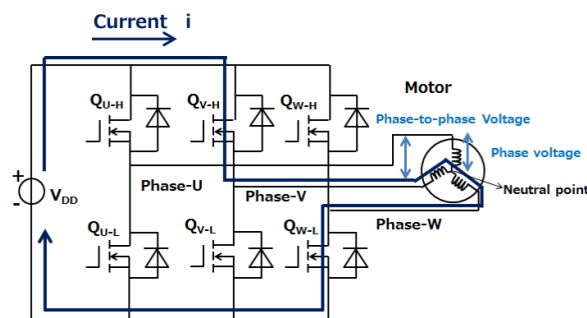 Current i
Motor
Q U-H
Q V-H
Q W-H
Phase-to-phase Voltage
Phase voltage
Phase-U
Phase-V
Neutral point
+
-
V DD
Phase-W
Q U-L
Q V-L
Q W-L